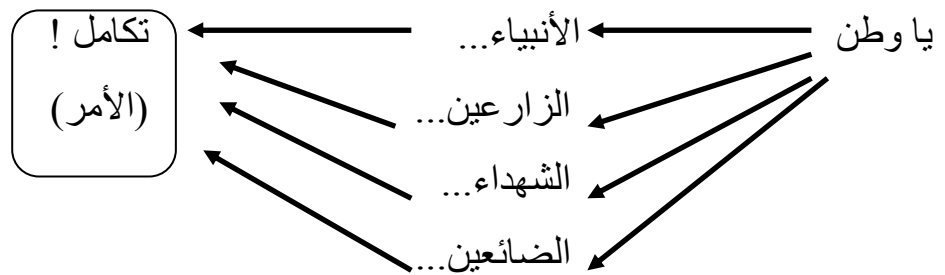 يا وطن
الأنبياء...
الزارعين...
الشهداء...
الضائعين...
تكامل !
(الأمر)